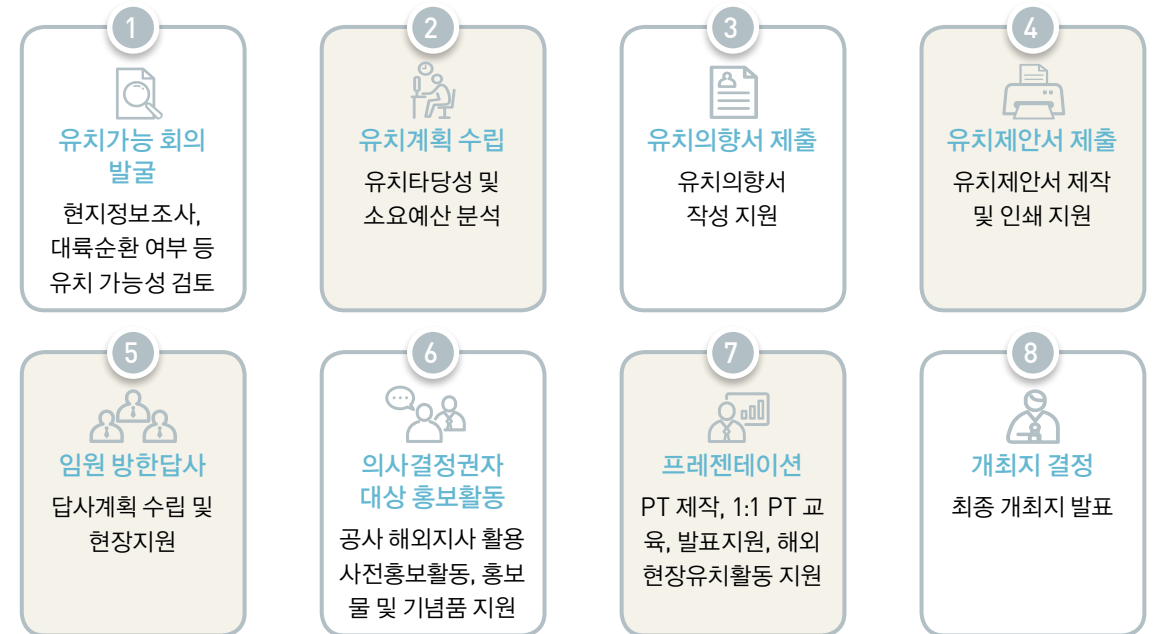 1
유치가능 회의
발굴
현지정보조사,
대륙순환 여부 등
유치 가능성 검토
2
유치계획 수립
유치타당성 및
소요예산 분석
3
유치의향서 제출
유치의향서
작성 지원
4
유치제안서 제출
유치제안서 제작
및 인쇄 지원
5
임원 방한답사
답사계획 수립 및
현장지원
6
의사결정권자
대상 홍보활동
공사 해외지사 활용
사전홍보활동, 홍보
물 및 기념품 지원
7
프레젠테이션
PT 제작, 1:1 PT 교
육, 발표지원, 해외
현장유치활동 지원
8
개최지 결정
최종 개최지 발표